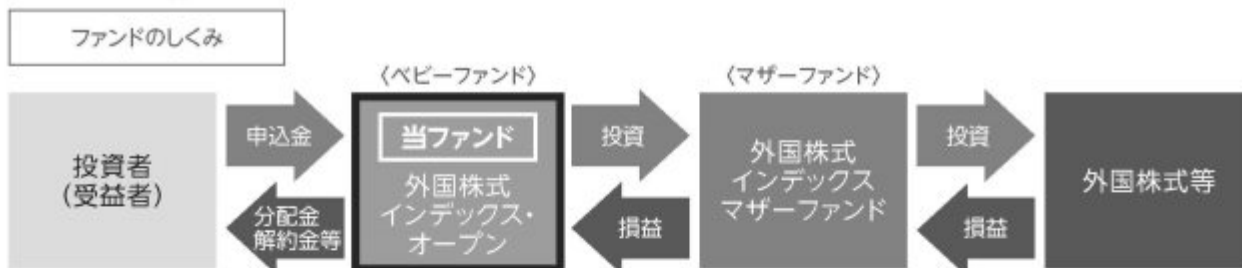 ファンドのしくみ
〈ベビーファンド〉
〈マザーファンド〉
投資者
(受益者)
申込金
分配金
解約金等
当ファンド
外国株式
インデックス・
オープン
投資
損益
外国株式
インデックス
マザーファンド
投資
損益
外国株式等